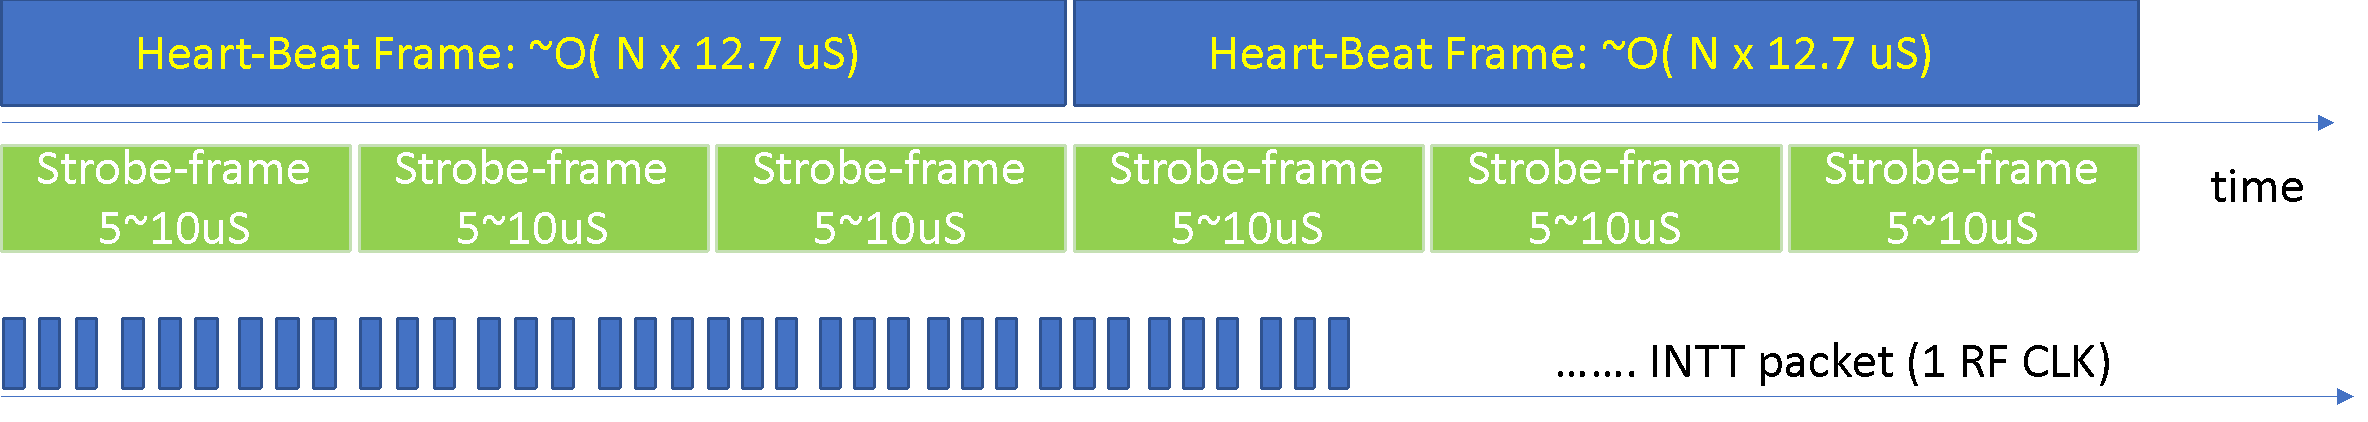 Heart-Beat Frame: ~O( N x 12.7 uS)
Heart-Beat Frame: ~O( N x 12.7 uS)
Strobe-frame
5~10uS
Strobe-frame
5~10uS
Strobe-frame
5~10uS
Strobe-frame
5~10uS
Strobe-frame
5~10uS
Strobe-frame
5~10uS
time
……. INTT packet (1 RF CLK)